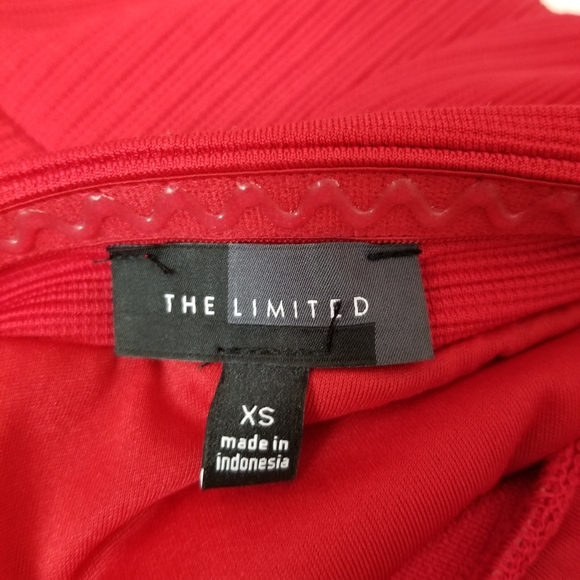 THE LIMITED
XS
made in
indonesia